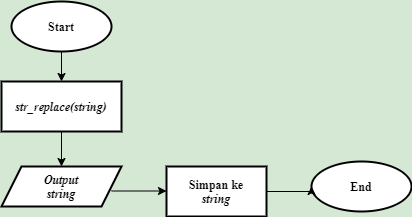 Start
str_replace(string)
Output
string
Simpan ke
string
End